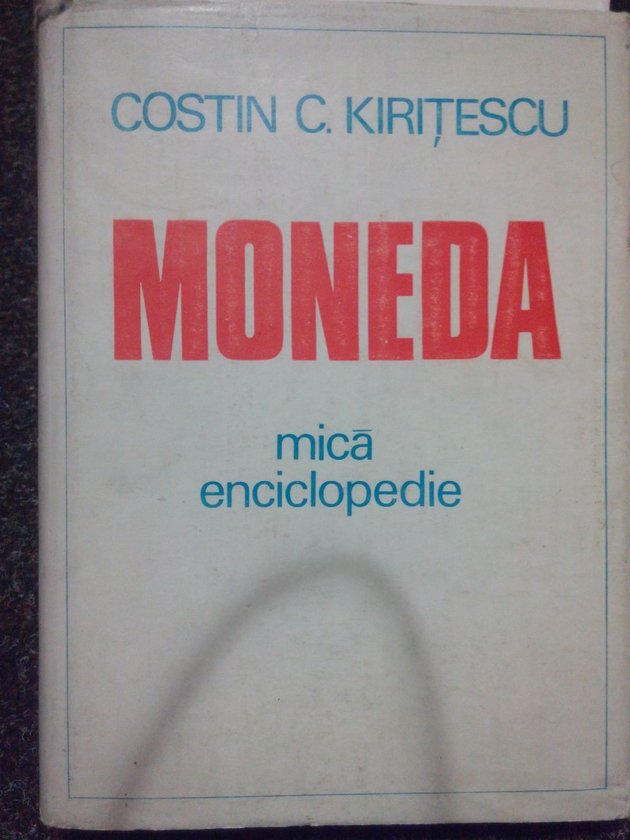 COSTIN C. KIRIȚESCU
MONEDA
mică
enciclopedie